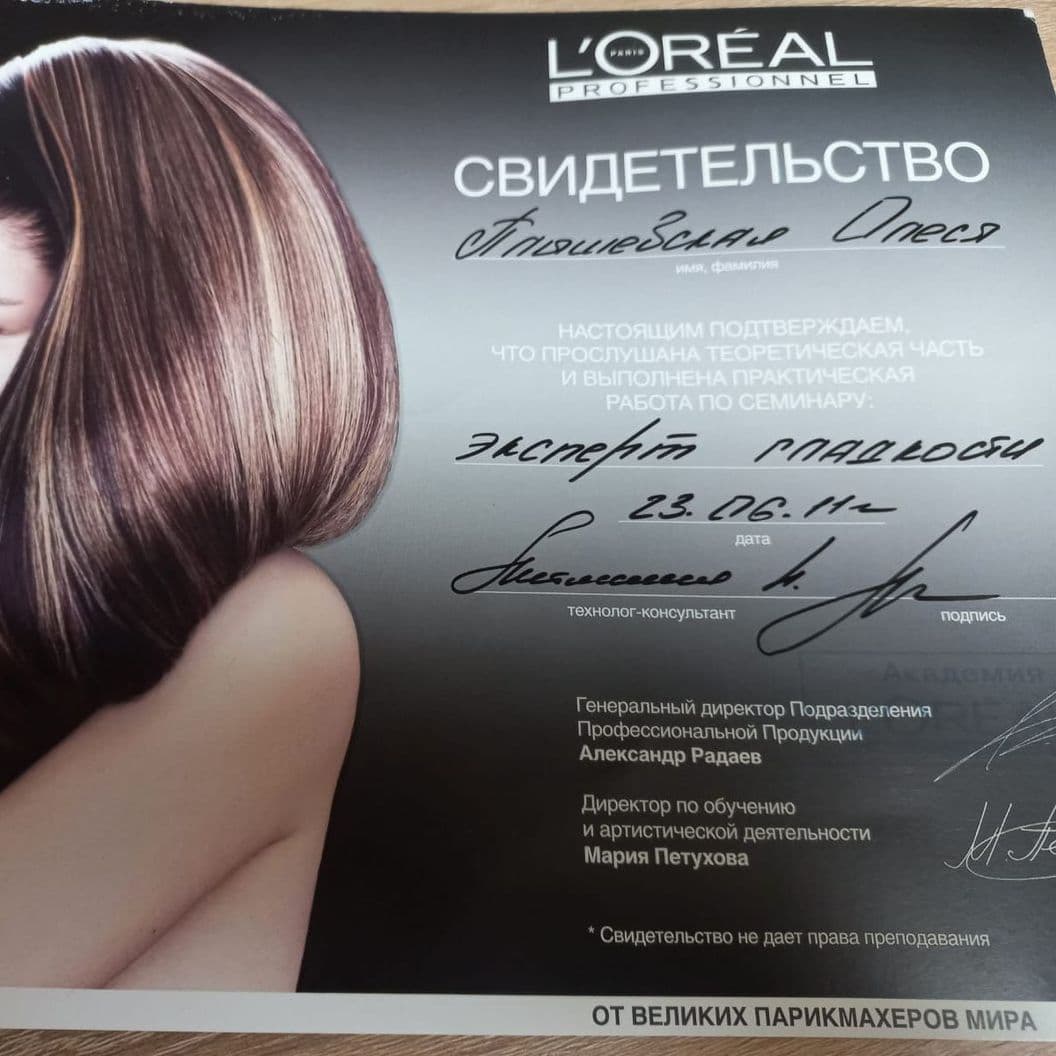 L'ORÉAL
PARIS
PROFESSIONNEL
СВИДЕТЕЛЬСТВО
Олеся
имя, фамилия
НАСТОЯЩИМ ПОДТВЕРЖДАЕМ,
ЧТО ПРОСЛУШАНА ТЕОРЕТИЧЕСКАЯ ЧАСТЬ
И ВЫПОЛНЕНА ПРАКТИЧЕСКАЯ
РАБОТА ПО СЕМИНАРУ:
эксперт гладкости
23.06.11г
дата
технолог-консультант подпись
Академия
Генеральный директор Подразделения
Профессиональной Продукции
Александр Радаев
Директор по обучению
и артистической деятельности
Мария Петухова
* Свидетельство не дает права преподавания
ОТ ВЕЛИКИХ ПАРИКМАХЕРОВ МИРА